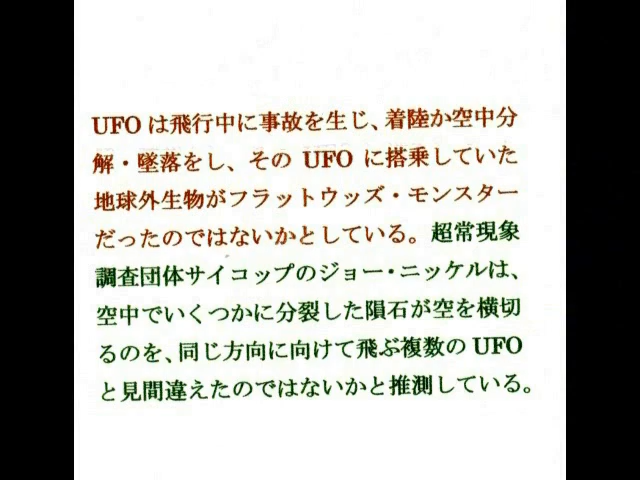 UFOは飛行中に事故を生じ、着陸か空中分
解・墜落をし、そのUFOに搭乗していた
地球外生物がフラットウッズ・モンスター
だったのではないかとしている。超常現象
調査団体サイコップのジョー・ニッケルは、
空中でいくつかに分裂した隕石が空を横切
るのを、同じ方向に向けて飛ぶ複数のUFO
と見間違えたのではないかと推測している。